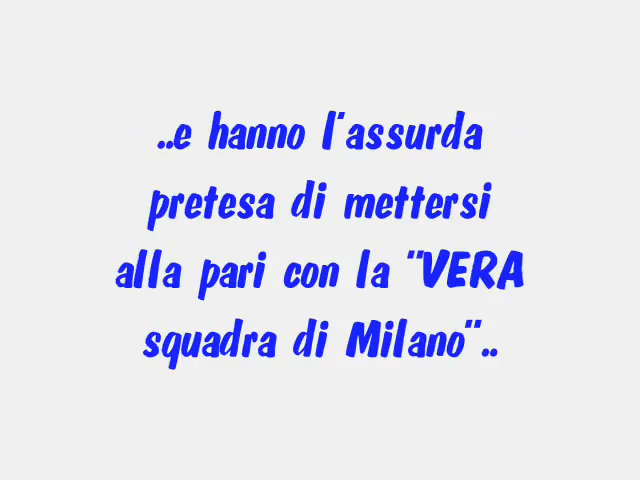 ..e hanno l'assurda
pretesa di mettersi
alla pari con la "VERA
squadra di Milano"..